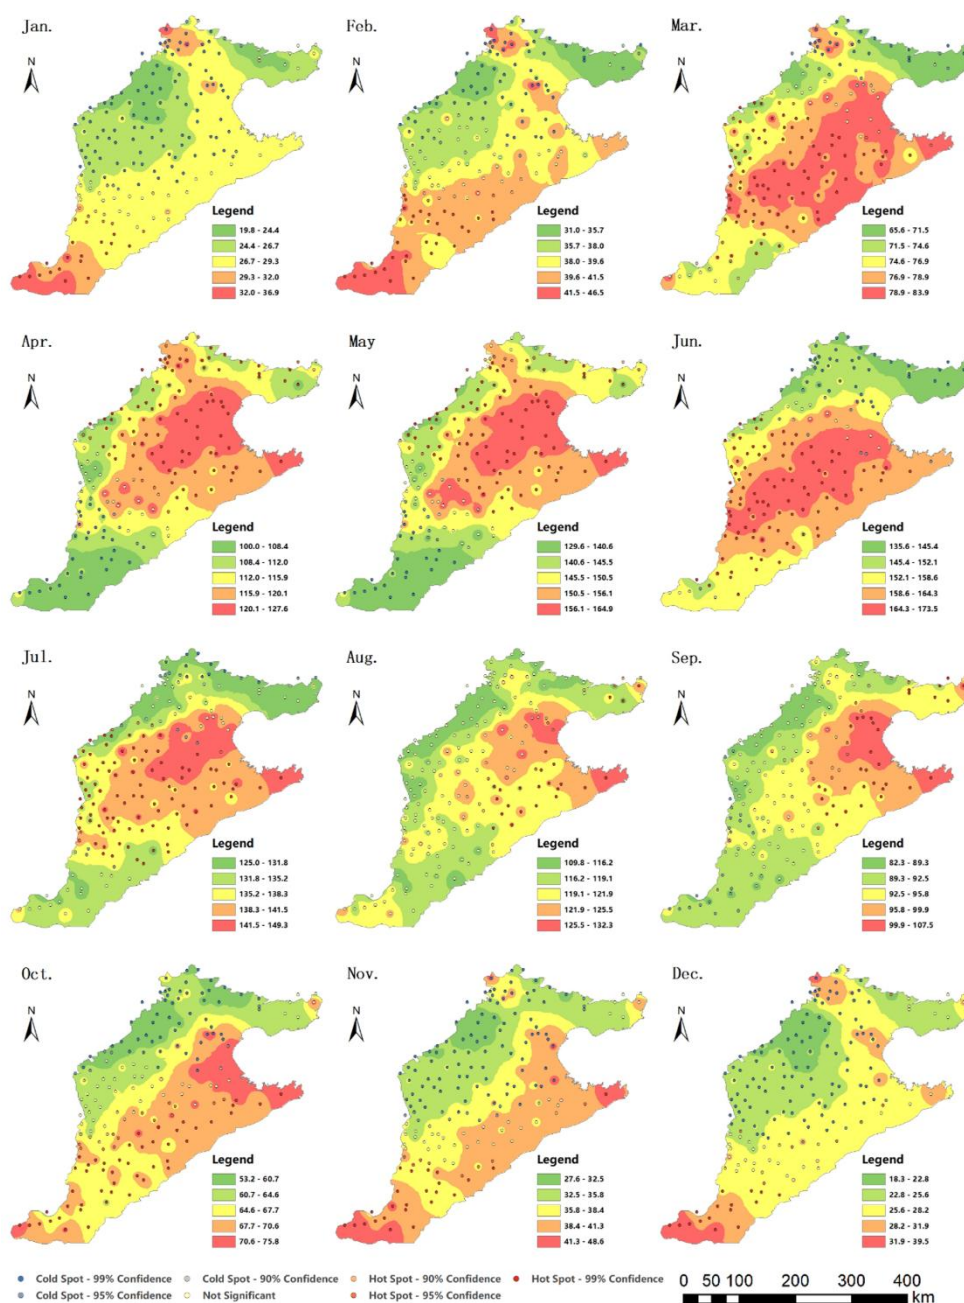 Jan.
N
Legend
19.8 - 24.4
24.4 - 26.7
26.7 - 29.3
29.3 - 32.0
32.0 - 36.9
Feb.
N
Legend
31.0 - 35.7
35.7 - 38.0
38.0 - 39.6
39.6 - 41.5
41.5 - 46.5
Mar.
N
Legend
65.6 - 71.5
71.5 - 74.6
74.6 - 76.9
76.9 - 78.9
78.9 - 83.9
Apr.
N
Legend
100.0 - 108.4
108.4 - 112.0
112.0 - 115.9
115.9 - 120.1
120.1 - 127.6
May
N
Legend
129.6 - 140.6
140.6 - 145.5
145.5 - 150.5
150.5 - 156.1
156.1 - 164.9
Jun.
N
Legend
135.6 - 145.4
145.4 - 152.1
152.1 - 158.6
158.6 - 164.3
164.3 - 173.5
Jul.
N
Legend
125.0 - 131.8
131.8 - 135.2
135.2 - 138.3
138.3 - 141.5
141.5 - 149.3
Aug.
N
Legend
109.8 - 116.2
116.2 - 119.1
119.1 - 121.9
121.9 - 125.5
125.5 - 132.3
Sep.
N
Legend
82.3 - 89.3
89.3 - 92.5
92.5 - 95.8
95.8 - 99.9
99.9 - 107.5
Oct.
N
Legend
53.2 - 60.7
60.7 - 64.6
64.6 - 67.7
67.7 - 70.6
70.6 - 75.8
Nov.
N
Legend
27.6 - 32.5
32.5 - 35.8
35.8 - 38.4
38.4 - 41.3
41.3 - 48.6
Dec.
N
Legend
18.3 - 22.8
22.8 - 25.6
25.6 - 28.2
28.2 - 31.9
31.9 - 39.5
Cold Spot - 99% Confidence
Cold Spot - 90% Confidence
Hot Spot - 90% Confidence
Hot Spot - 99% Confidence
Cold Spot - 95% Confidence
Not Significant
Hot Spot - 95% Confidence
0 50 100 200 300 400
km